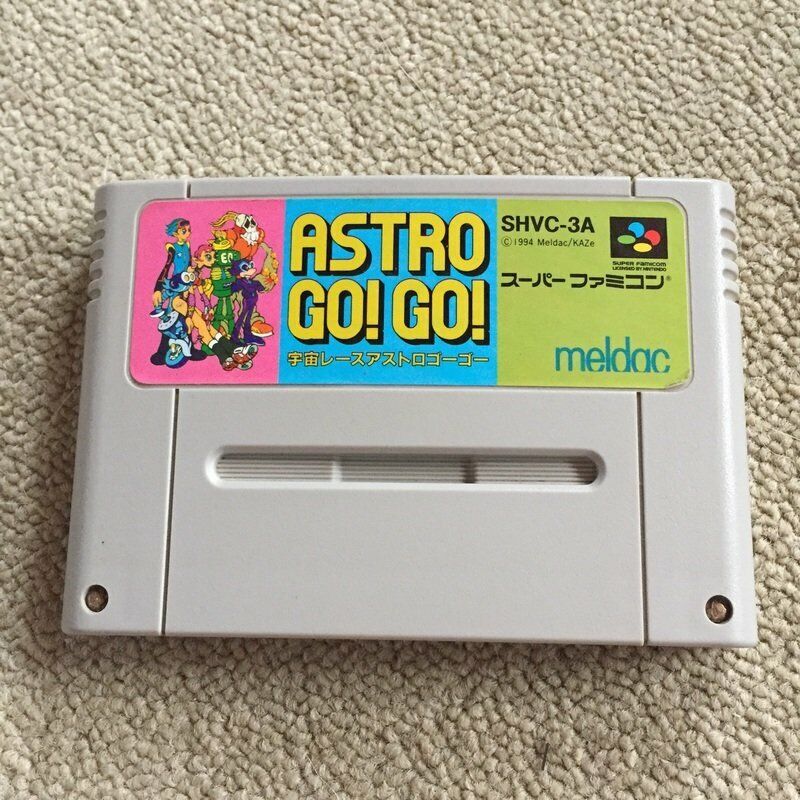 ASTRO
GO! GO!
宇宙レースアストロゴーゴー
SHVC-3A
©1994 Meldac/KAZe
SUPER FAMICOM
LICENSED BY NINTENDO
スーパーファミコン®
meldac